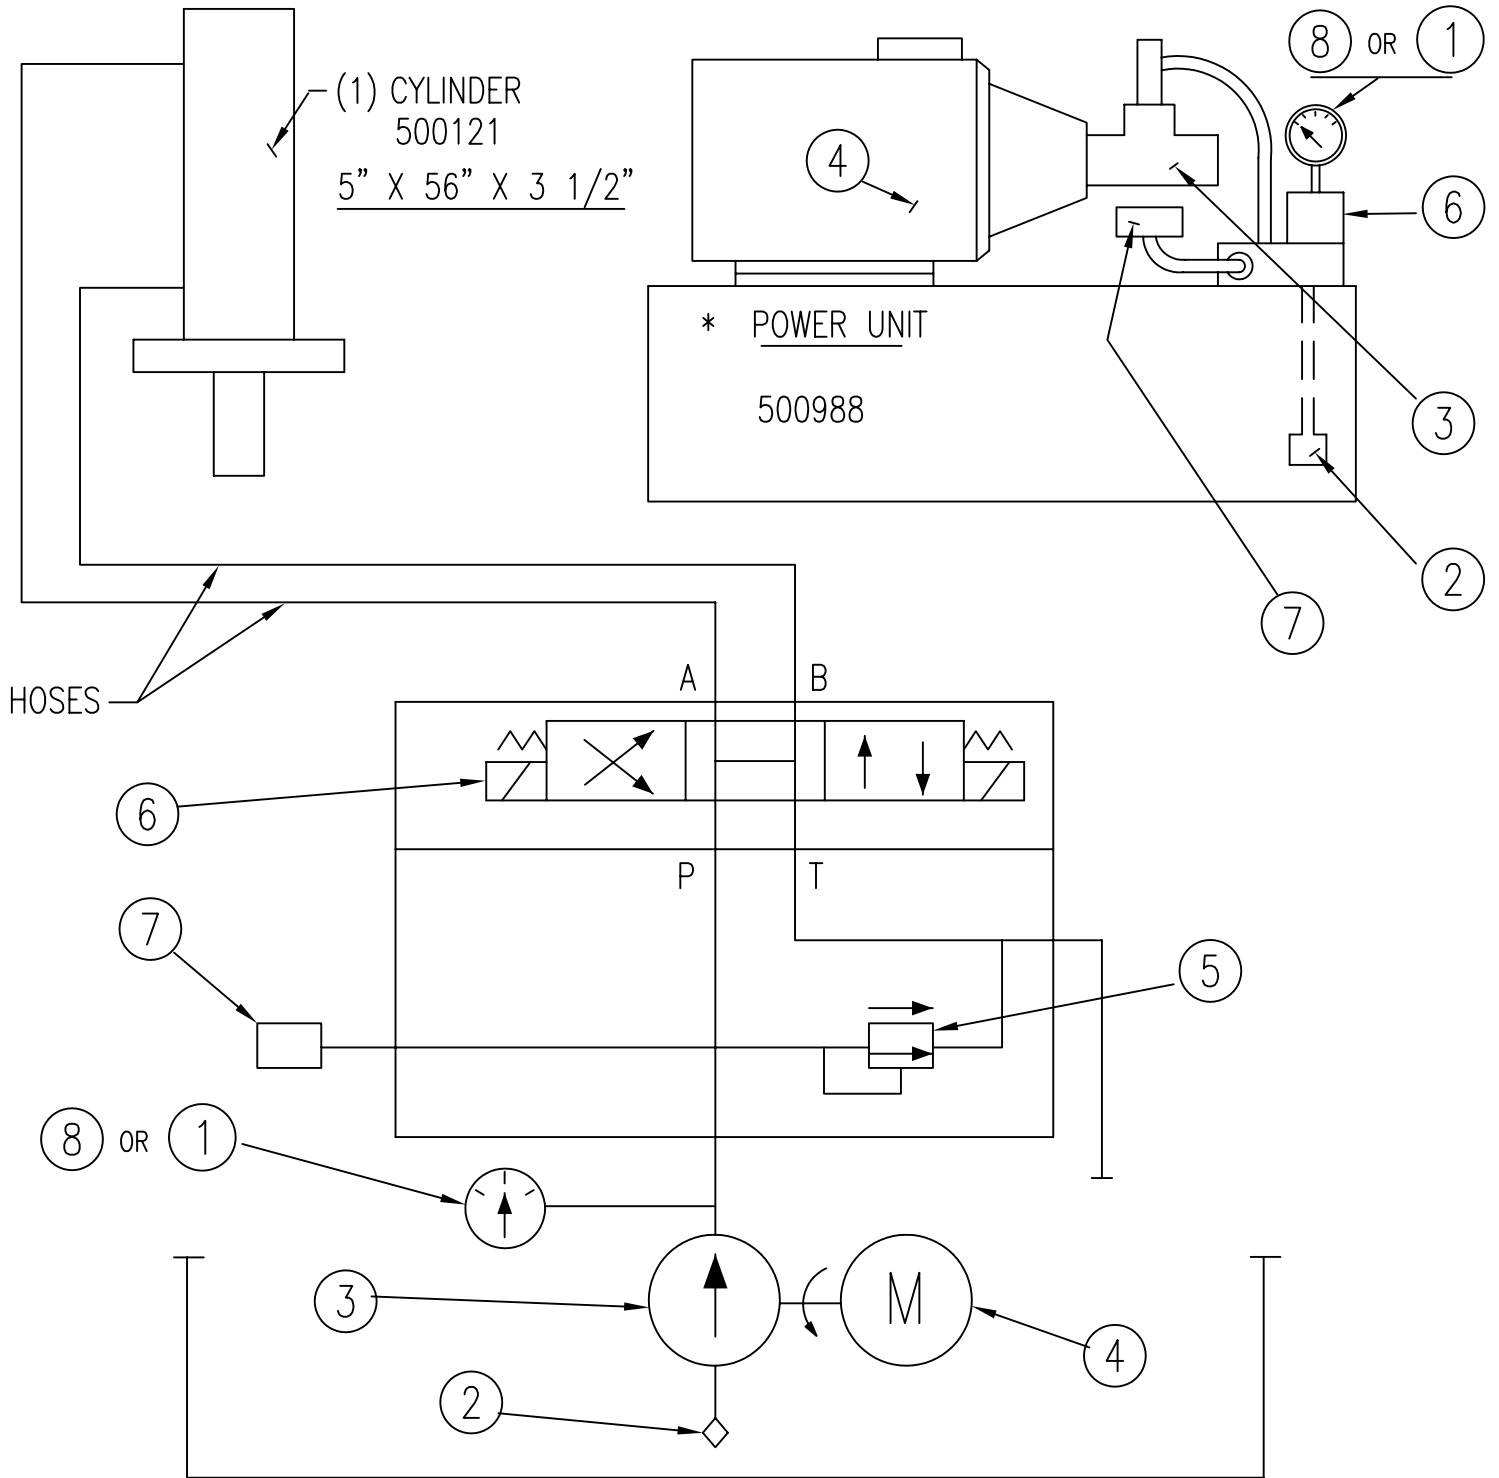 8 OR 1
(1) CYLINDER
500121
5” X 56” X 3 1/2”
4
6
* POWER UNIT
500988
3
2
7
HOSES
A B
6
P T
7
5
8 OR 1
3
M
4
2